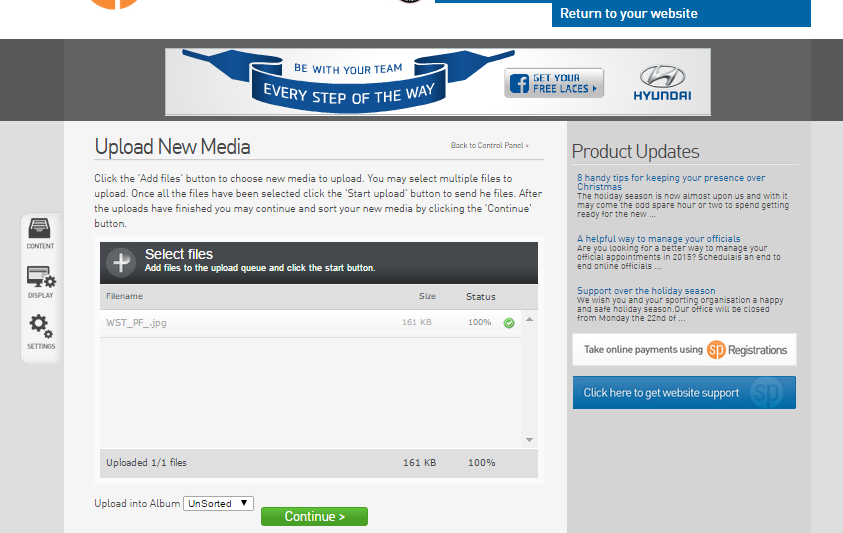 Return to your website
BE WITH YOUR TEAM
EVERY STEP OF THE WAY
GET YOUR
FREE LACES
HYUNDAI
Upload New Media
Back to Control Panel >
Click the 'Add files' button to choose new media to upload. You may select multiple files to
upload. Once all the files have been selected click the 'Start upload' button to send he files. After
the uploads have finished you may continue and sort your new media by clicking the 'Continue'
button.
Select files
Add files to the upload queue and click the start button.
Filename Size Status
WST_PF_.jpg 161 KB 100%
Uploaded 1/1 files 161 KB 100%
Upload into Album UnSorted
Continue >
CONTENT
DISPLAY
SETTINGS
Product Updates
8 handy tips for keeping your presence over
Christmas
The holiday season is now almost upon us and with it
may come the odd spare hour or two to spend getting
ready for the new ...
A helpful way to manage your officials
Are you looking for a better way to manage your
official appointments in 2015? Schedulais an end to
end online officials ...
Support over the holiday season
We wish you and your sporting organisation a happy
and safe holiday season.Our office will be closed
from Monday the 22nd of ...
Take online payments using sp Registrations
Click here to get website support sp